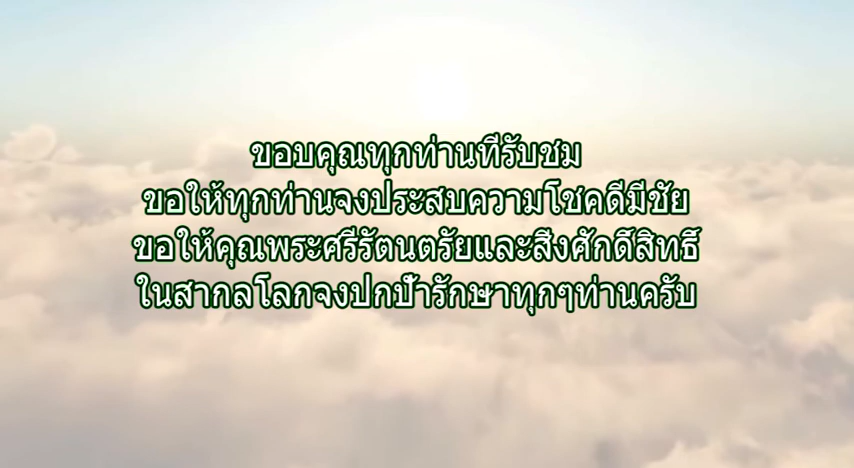 ขอบคุณทุกท่านที่รับชม
ขอให้ทุกท่านจงประสบความโชคดีมีชัย
ขอให้คุณพระศรีรัตนตรัยและสิ่งศักดิ์สิทธิ์
ในสากลโลกจงปกป้ารักษาทุกๆท่านครับ